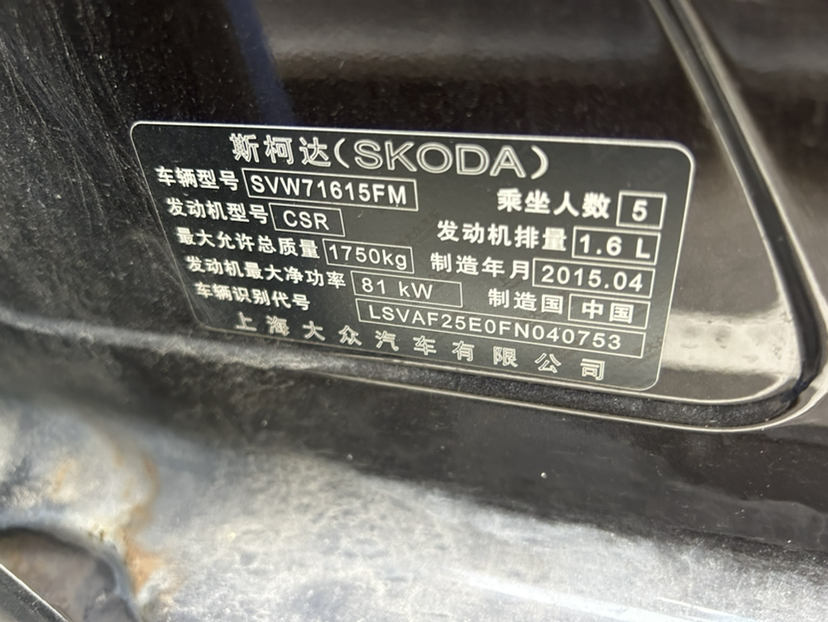 斯柯达(SKODA)
车辆型号 SVW71615FM 乘坐人数 5
发动机型号 CSR 发动机排量 1.6 L
最大允许总质量 1750kg 制造年月 2015.04
发动机最大净功率 81 kW 制造国 中国
车辆识别代号 LSVAF25E0FN040753
上海大众汽车有限公司